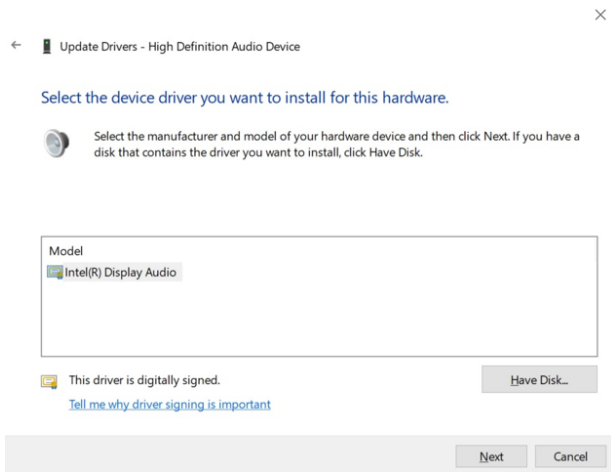 Update Drivers - High Definition Audio Device
Select the device driver you want to install for this hardware.
Select the manufacturer and model of your hardware device and then click Next. If you have a
disk that contains the driver you want to install, click Have Disk.
Model
Intel(R) Display Audio
This driver is digitally signed.
Have Disk...
Tell me why driver signing is important
Next
Cancel